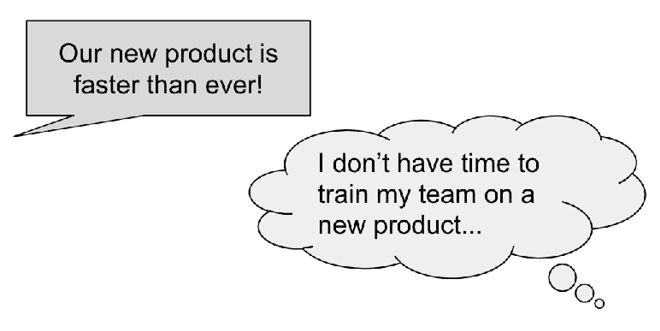 Our new product is
faster than ever!
I don’t have time to
train my team on a
new product...